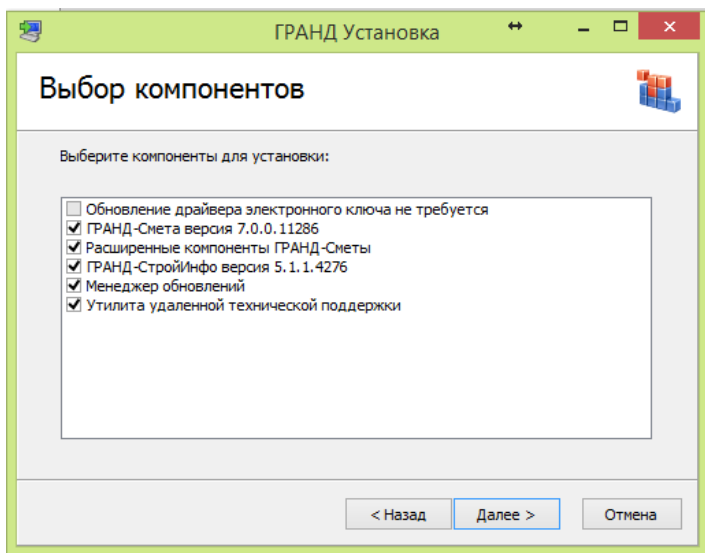 ГРАНД Установка
Выбор компонентов
Выберите компоненты для установки:
Обновление драйвера электронного ключа не требуется
ГРАНД-Смета версия 7.0.0.11286
Расширенные компоненты ГРАНД-Сметы
ГРАНД-СтройИнфо версия 5.1.1.4276
Менеджер обновлений
Утилита удаленной технической поддержки
< Назад Далее > Отмена